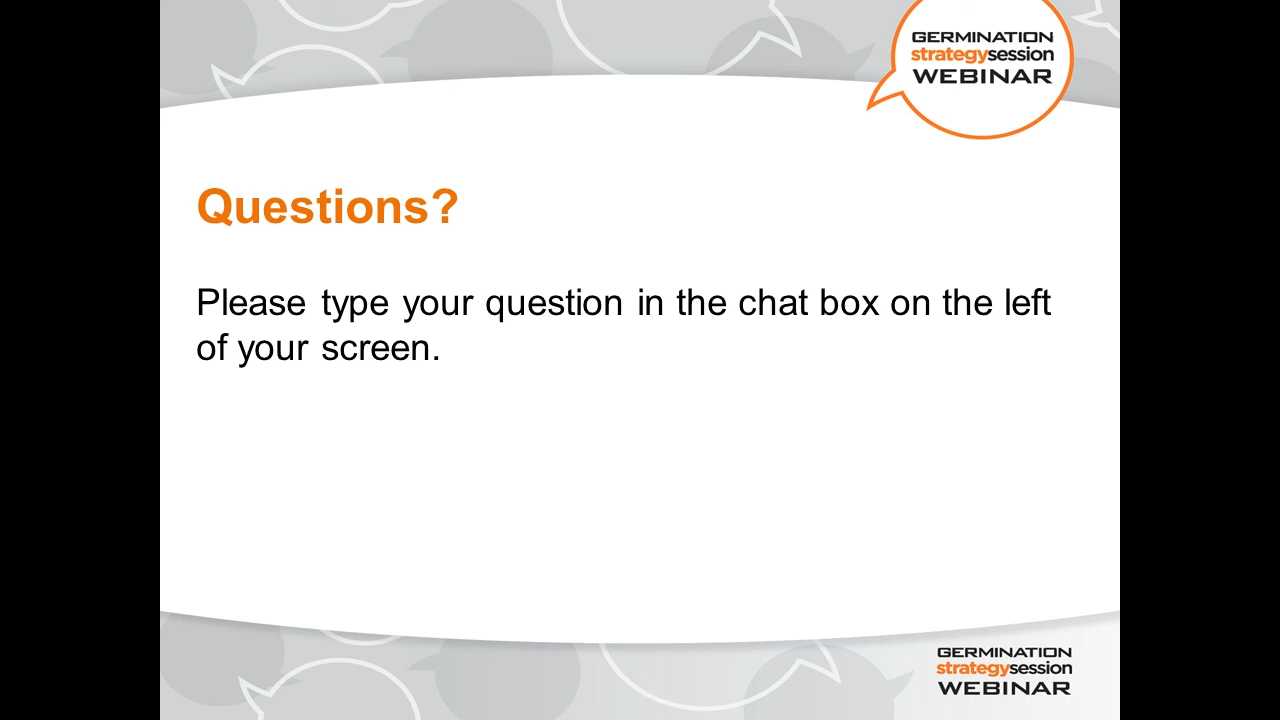 GERMINATION
strategysession
WEBINAR
Questions?
Please type your question in the chat box on the left
of your screen.
GERMINATION
strategysession
WEBINAR